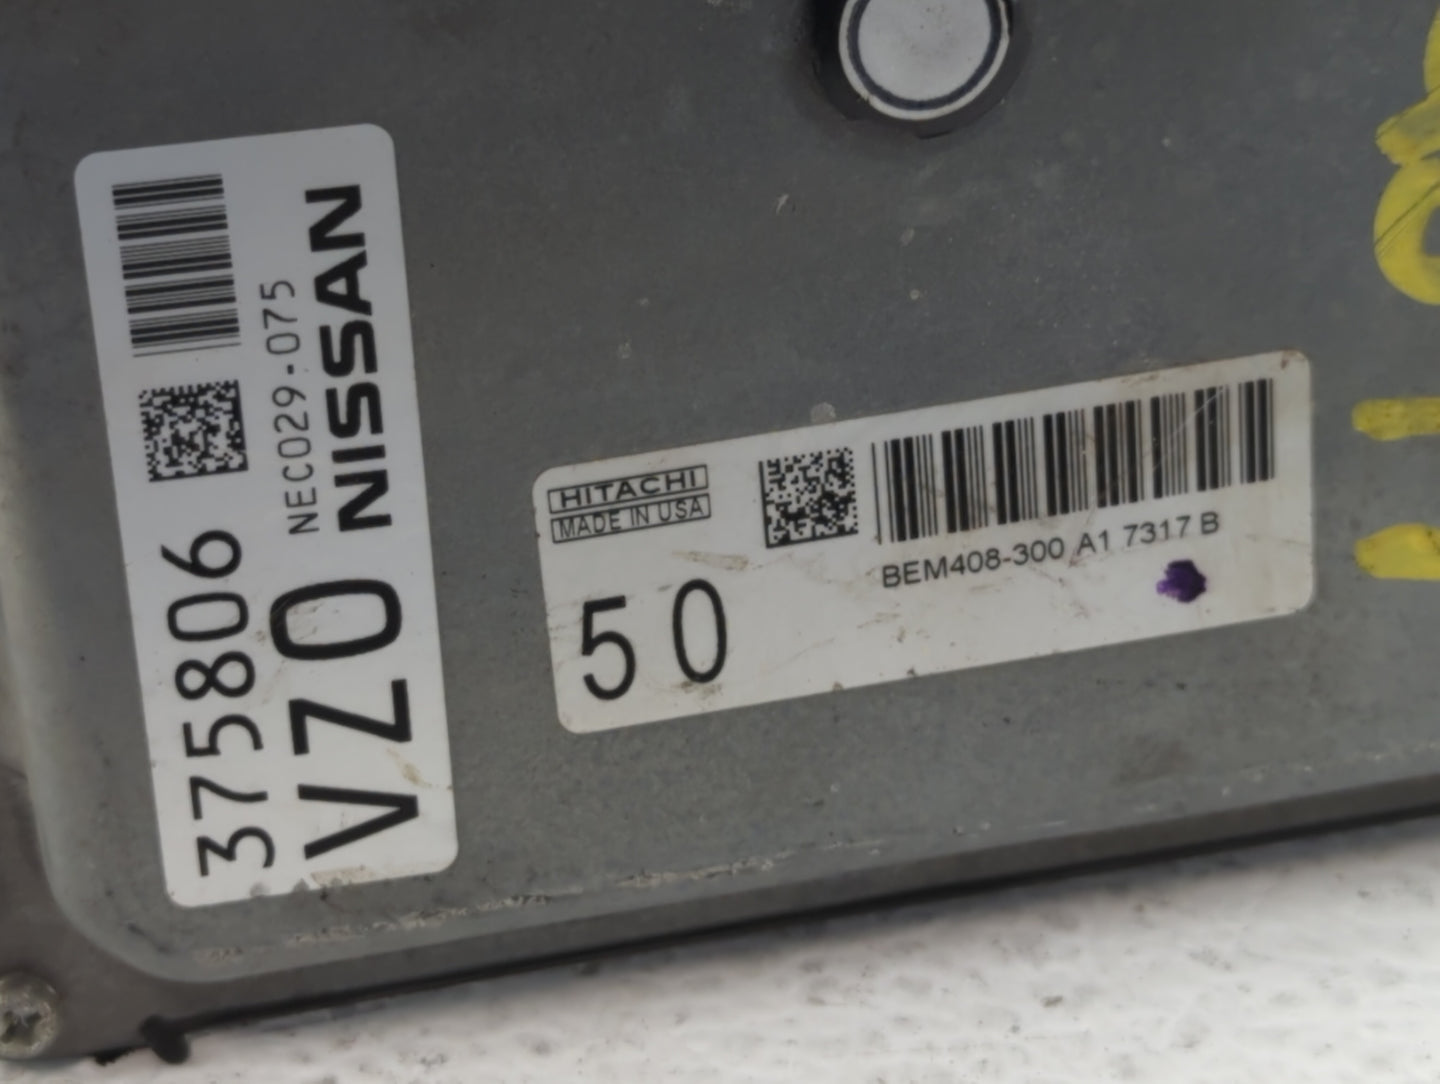 375806
VZ0
NEC029-075
NISSAN
HITACHI
MADE IN USA
50
BEM408-300 A1 7317 B